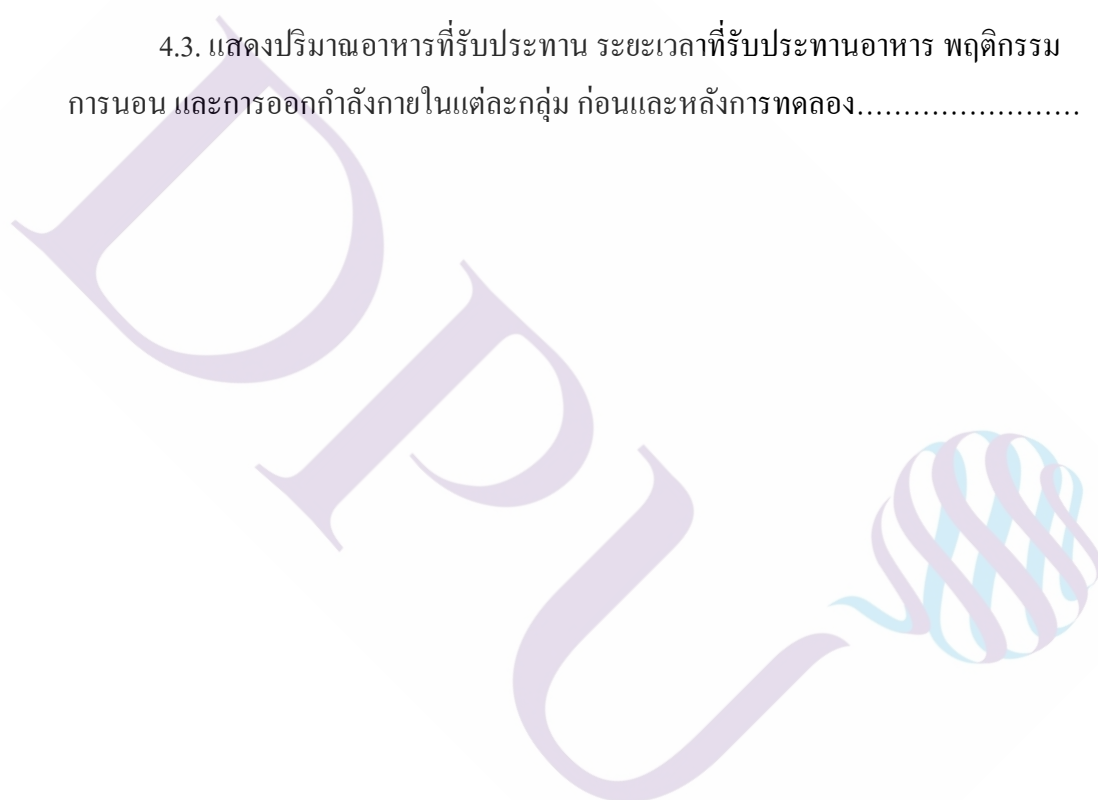 4.3. แสดงปริมาณอาหารที่รับประทาน ระยะเวลาที่รับประทานอาหาร พฤติกรรม
การนอน และการออกกำลังกายในแต่ละกลุ่ม ก่อนและหลังการทดลอง........................
DPU